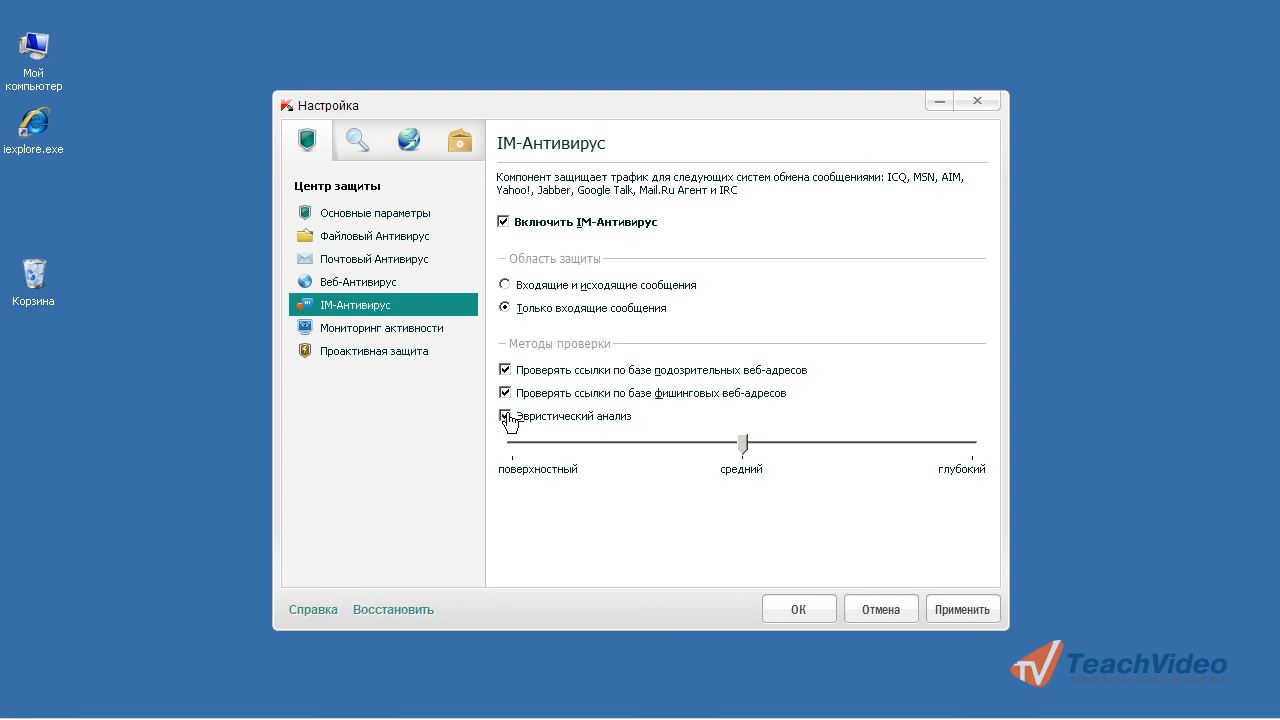 Мой
компьютер
iexplore.exe
Корзина
Настройка
Центр защиты
Основные параметры
Файловый Антивирус
Почтовый Антивирус
Веб-Антивирус
IM-Антивирус
Мониторинг активности
Проактивная защита
IM-Антивирус
Компонент защищает трафик для следующих систем обмена сообщениями: ICQ, MSN, AIM,
Yahoo!, Jabber, Google Talk, Mail.Ru Агент и IRC
Включить IM-Антивирус
Область защиты
Входящие и исходящие сообщения
Только входящие сообщения
Методы проверки
Проверять ссылки по базе подозрительных веб-адресов
Проверять ссылки по базе фишинговых веб-адресов
Эвристический анализ
поверхностный средний глубокий
Справка Восстановить
ОК Отмена Применить
TeachVideo